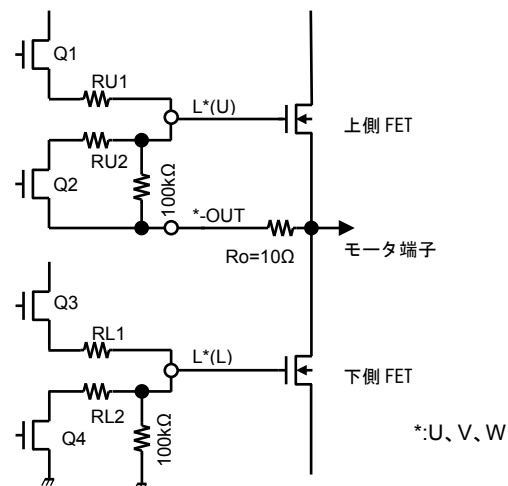 Q1
RU1
L*(U)
上側 FET
RU2
Q2
100kΩ
*-OUT
Ro=10Ω
モータ端子
Q3
RL1
L*(L)
下側 FET
RL2
Q4
100kΩ
*:U、V、W